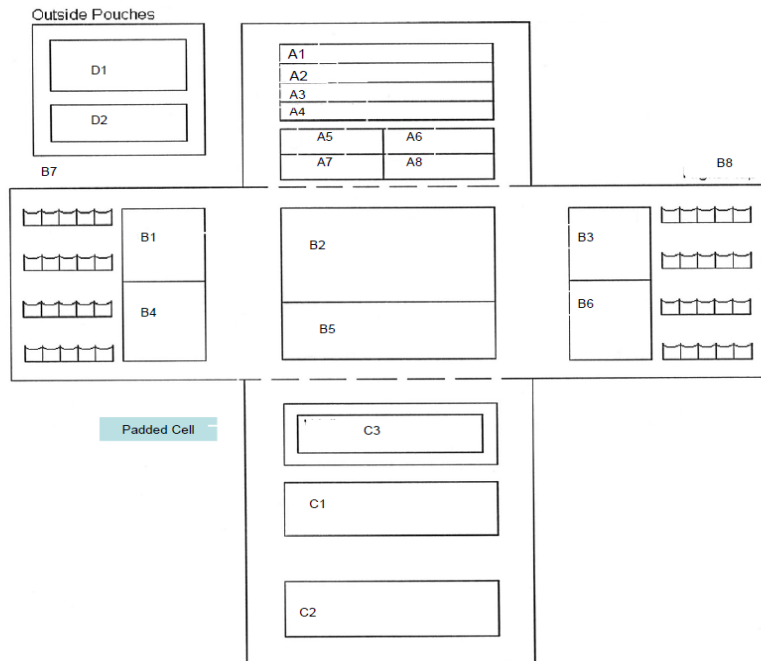 Outside Pouches
D1
D2
A1
A2
A3
A4
A5 A6
A7 A8
B7
B8
B1
B2
B3
B4
B5
B6
Padded Cell
C3
C1
C2